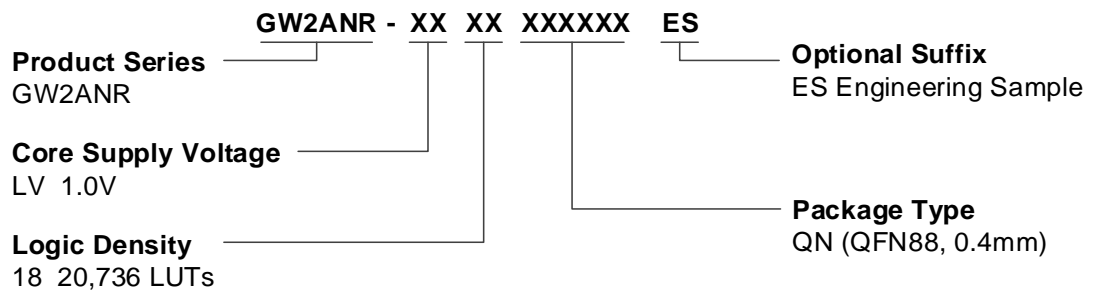 GW2ANR - XX XX XXXXXX ES
Product Series
GW2ANR
Core Supply Voltage
LV 1.0V
Logic Density
18 20,736 LUTs
Optional Suffix
ES Engineering Sample
Package Type
QN (QFN88, 0.4mm)